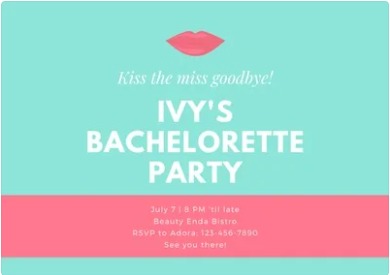 Kiss the miss goodbye!
IVY'S
BACHELORETTE
PARTY
July 7 | 8 PM 'til late
Beauty Enda Bistro.
RSVP to Adora: 123-456-7890
See you there!